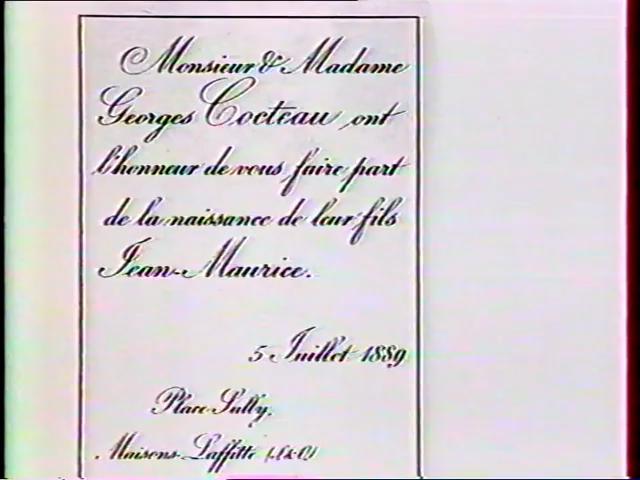 Monsieur & Madame
Georges Cocteau ont
l'honneur de vous faire part
de la naissance de leur fils
Jean-Maurice.
5 Juillet 1889
Place Sully,
Maisons-Laffitte (S.&O)